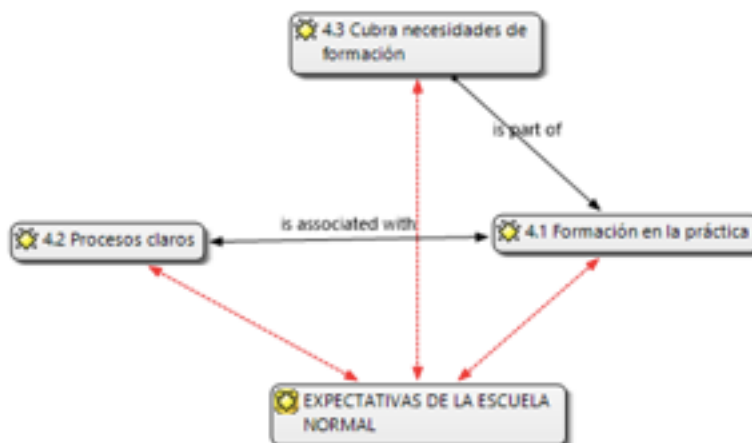 4.3 Cubra necesidades de
formación
is part of
is associated with
4.2 Procesos claros
4.1 Formación en la práctica
EXPECTATIVAS DE LA ESCUELA
NORMAL